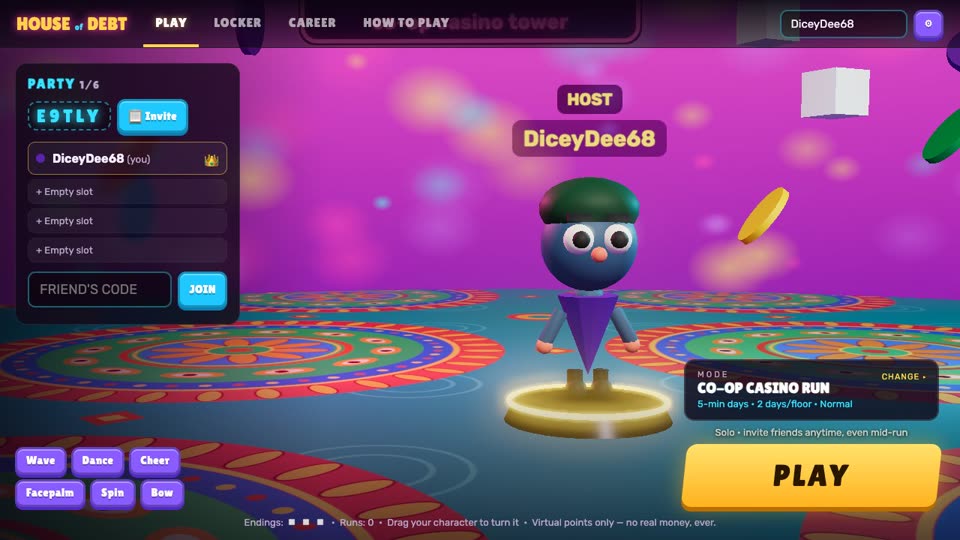 HOUSE of DEBT
PLAY
LOCKER
CAREER
HOW TO PLAY
casino tower
DiceyDee68
PARTY 1/6
E9TLY
Invite
DiceyDee68 (you)
+ Empty slot
+ Empty slot
+ Empty slot
FRIEND'S CODE
JOIN
HOST
DiceyDee68
MODE
CHANGE ▸
CO-OP CASINO RUN
5-min days • 2 days/floor • Normal
Solo • invite friends anytime, even mid-run
PLAY
Wave
Dance
Cheer
Facepalm
Spin
Bow
Endings: ■ ■ ■ • Runs: 0 • Drag your character to turn it • Virtual points only — no real money, ever.